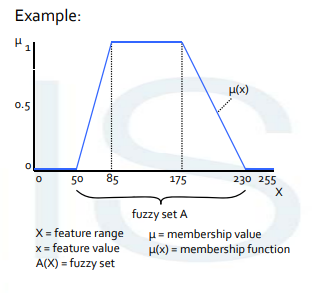 Example:
μ
1
μ(x)
0.5
0
0 50 85 175 230 255
X
fuzzy set A
X = feature range μ = membership value
x = feature value μ(x) = membership function
A(X) = fuzzy set
IS